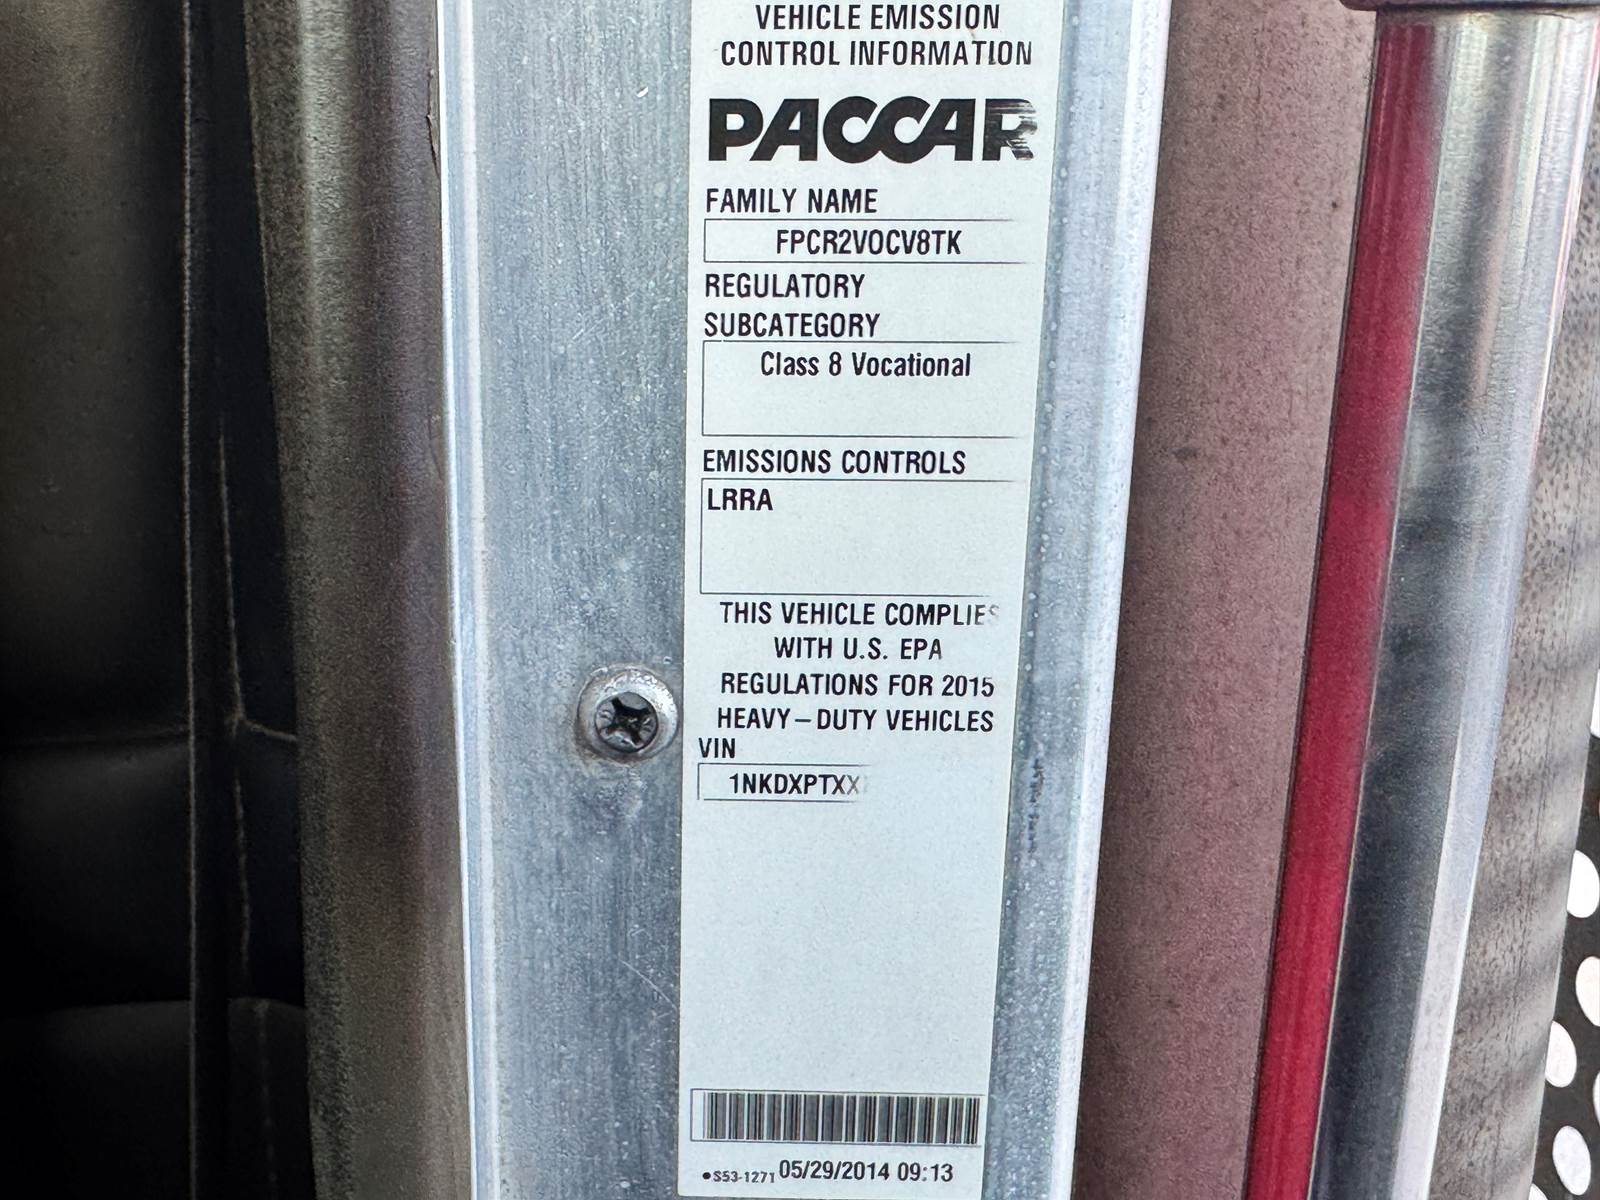 VEHICLE EMISSION
CONTROL INFORMATION
PACCAR
FAMILY NAME
FPCR2VOCV8TK
REGULATORY
SUBCATEGORY
Class 8 Vocational
EMISSIONS CONTROLS
LRRA
THIS VEHICLE COMPLIES
WITH U.S. EPA
REGULATIONS FOR 2015
HEAVY-DUTY VEHICLES
VIN
1NKDXPTXX
•S53-1271 05/29/2014 09:13